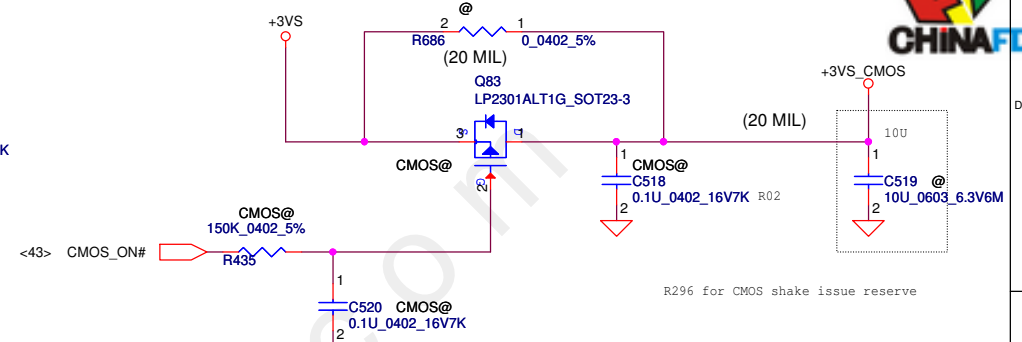 @
+3VS
2
1
R686
0_0402_5%
(20 MIL)
CHiNAF
Q83
LP2301ALT1G_SOT23-3
+3VS_CMOS
D
(20 MIL)
10U
3
S
D
1
K
CMOS@
G
2
1
CMOS@
C518
0.1U_0402_16V7K
R02
2
1
C519
@
10U_0603_6.3V6M
2
CMOS@
150K_0402_5%
<43>
CMOS_ON#
R435
R296 for CMOS shake issue reserve
1
C520
CMOS@
0.1U_0402_16V7K
2
com